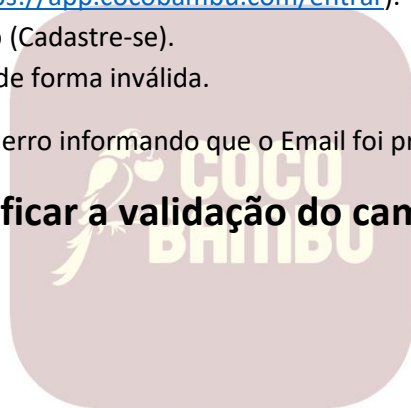 ps://app.cocobambu.com/entrar).
o (Cadastre-se).
de forma inválida.
erro informando que o Email foi pr
ficar a validação do cam
COCO
BAMBU